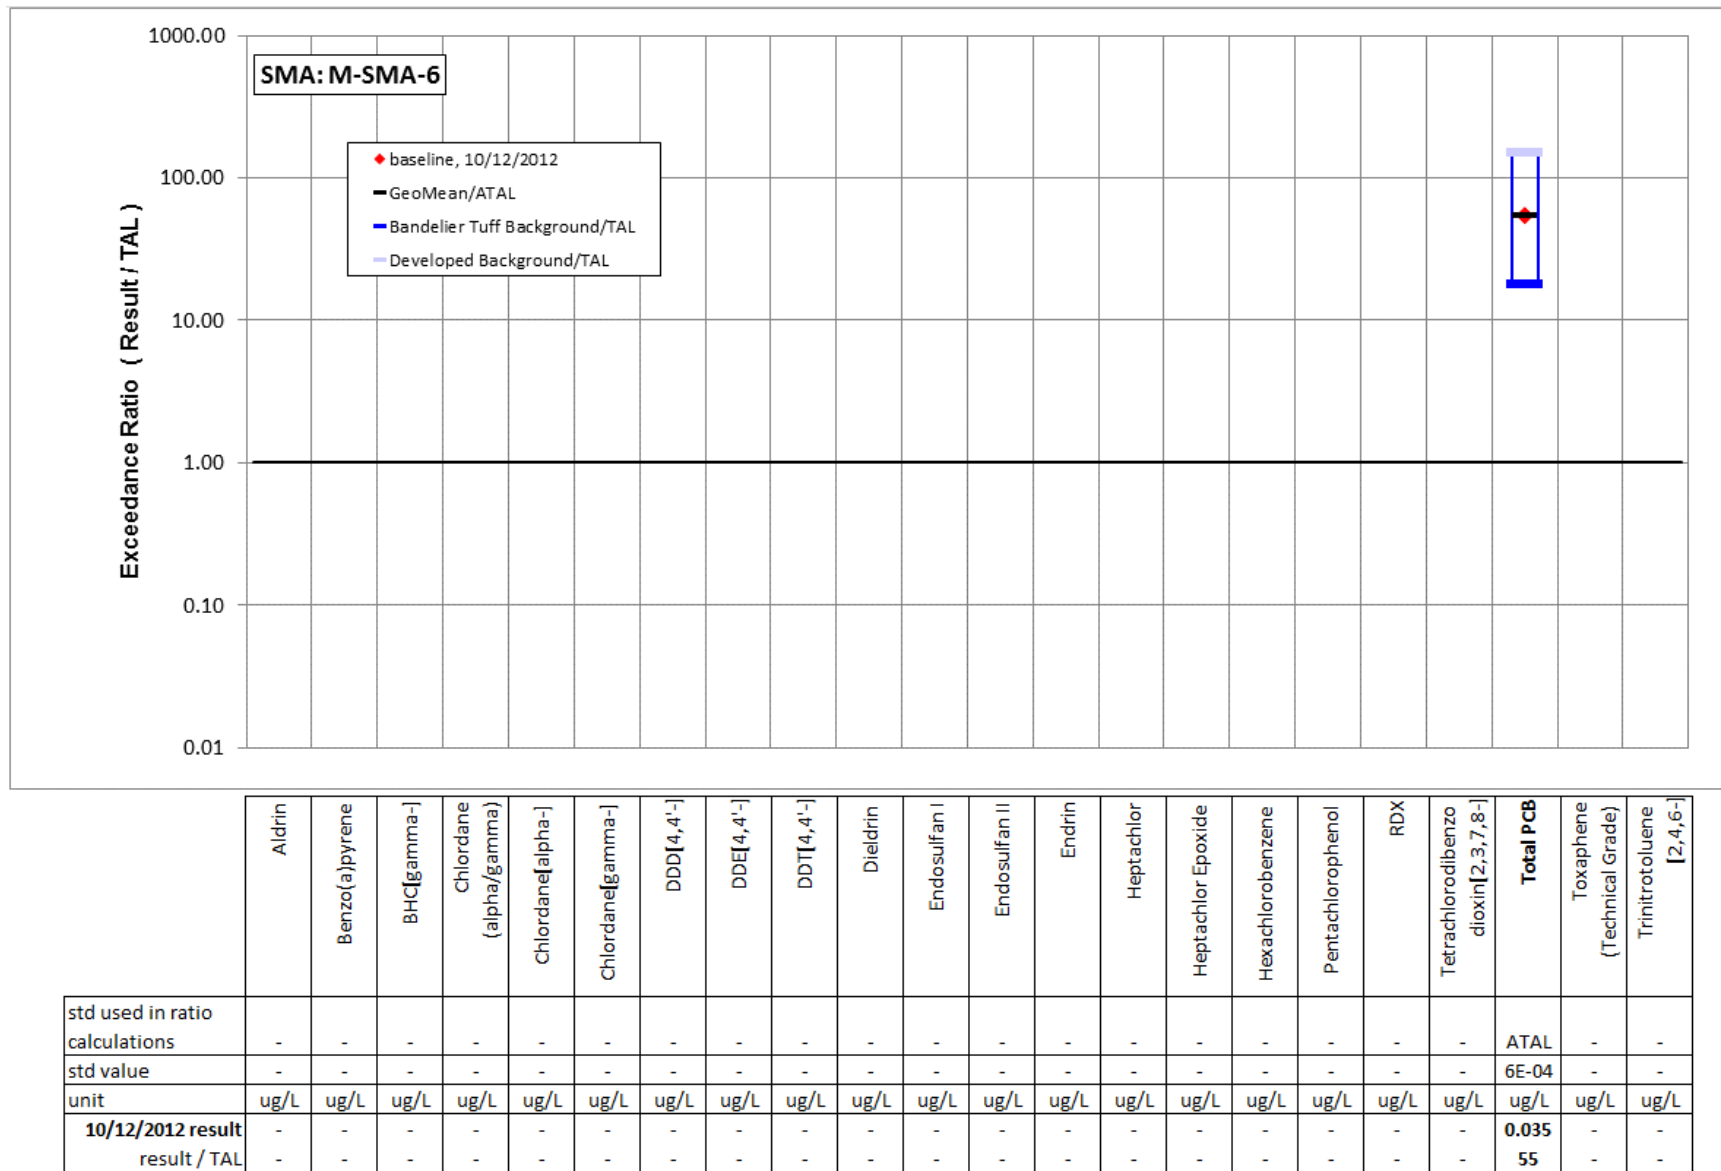 1000.00
SMA: M-SMA-6
baseline, 10/12/2012
GeoMean/ATAL
Bandelier Tuff Background/TAL
Developed Background/TAL
100.00
10.00
1.00
0.10
0.01
Exceedance Ratio ( Result / TAL )
Aldrin
Benzo(a)pyrene
BHC[gamma-]
Chlordane
(alpha/gamma)
Chlordane[alpha-]
Chlordane[gamma-]
DDD[4,4'-]
DDE[4,4'-]
DDT[4,4'-]
Dieldrin
Endosulfan I
Endosulfan II
Endrin
Heptachlor
Heptachlor Epoxide
Hexachlorobenzene
Pentachlorophenol
RDX
Tetrachlorodibenzo
dioxin[2,3,7,8-]
Total PCB
Toxaphene
(Technical Grade)
Trinitrotoluene
[2,4,6-]
std used in ratio
calculations - - - - - - - - - - - - - - - - - - - ATAL - -
std value - - - - - - - - - - - - - - - - - - - 6E-04 - -
unit ug/L ug/L ug/L ug/L ug/L ug/L ug/L ug/L ug/L ug/L ug/L ug/L ug/L ug/L ug/L ug/L ug/L ug/L ug/L ug/L ug/L ug/L
10/12/2012 result - - - - - - - - - - - - - - - - - - - 0.035 - -
result / TAL - - - - - - - - - - - - - - - - - - - 55 - -